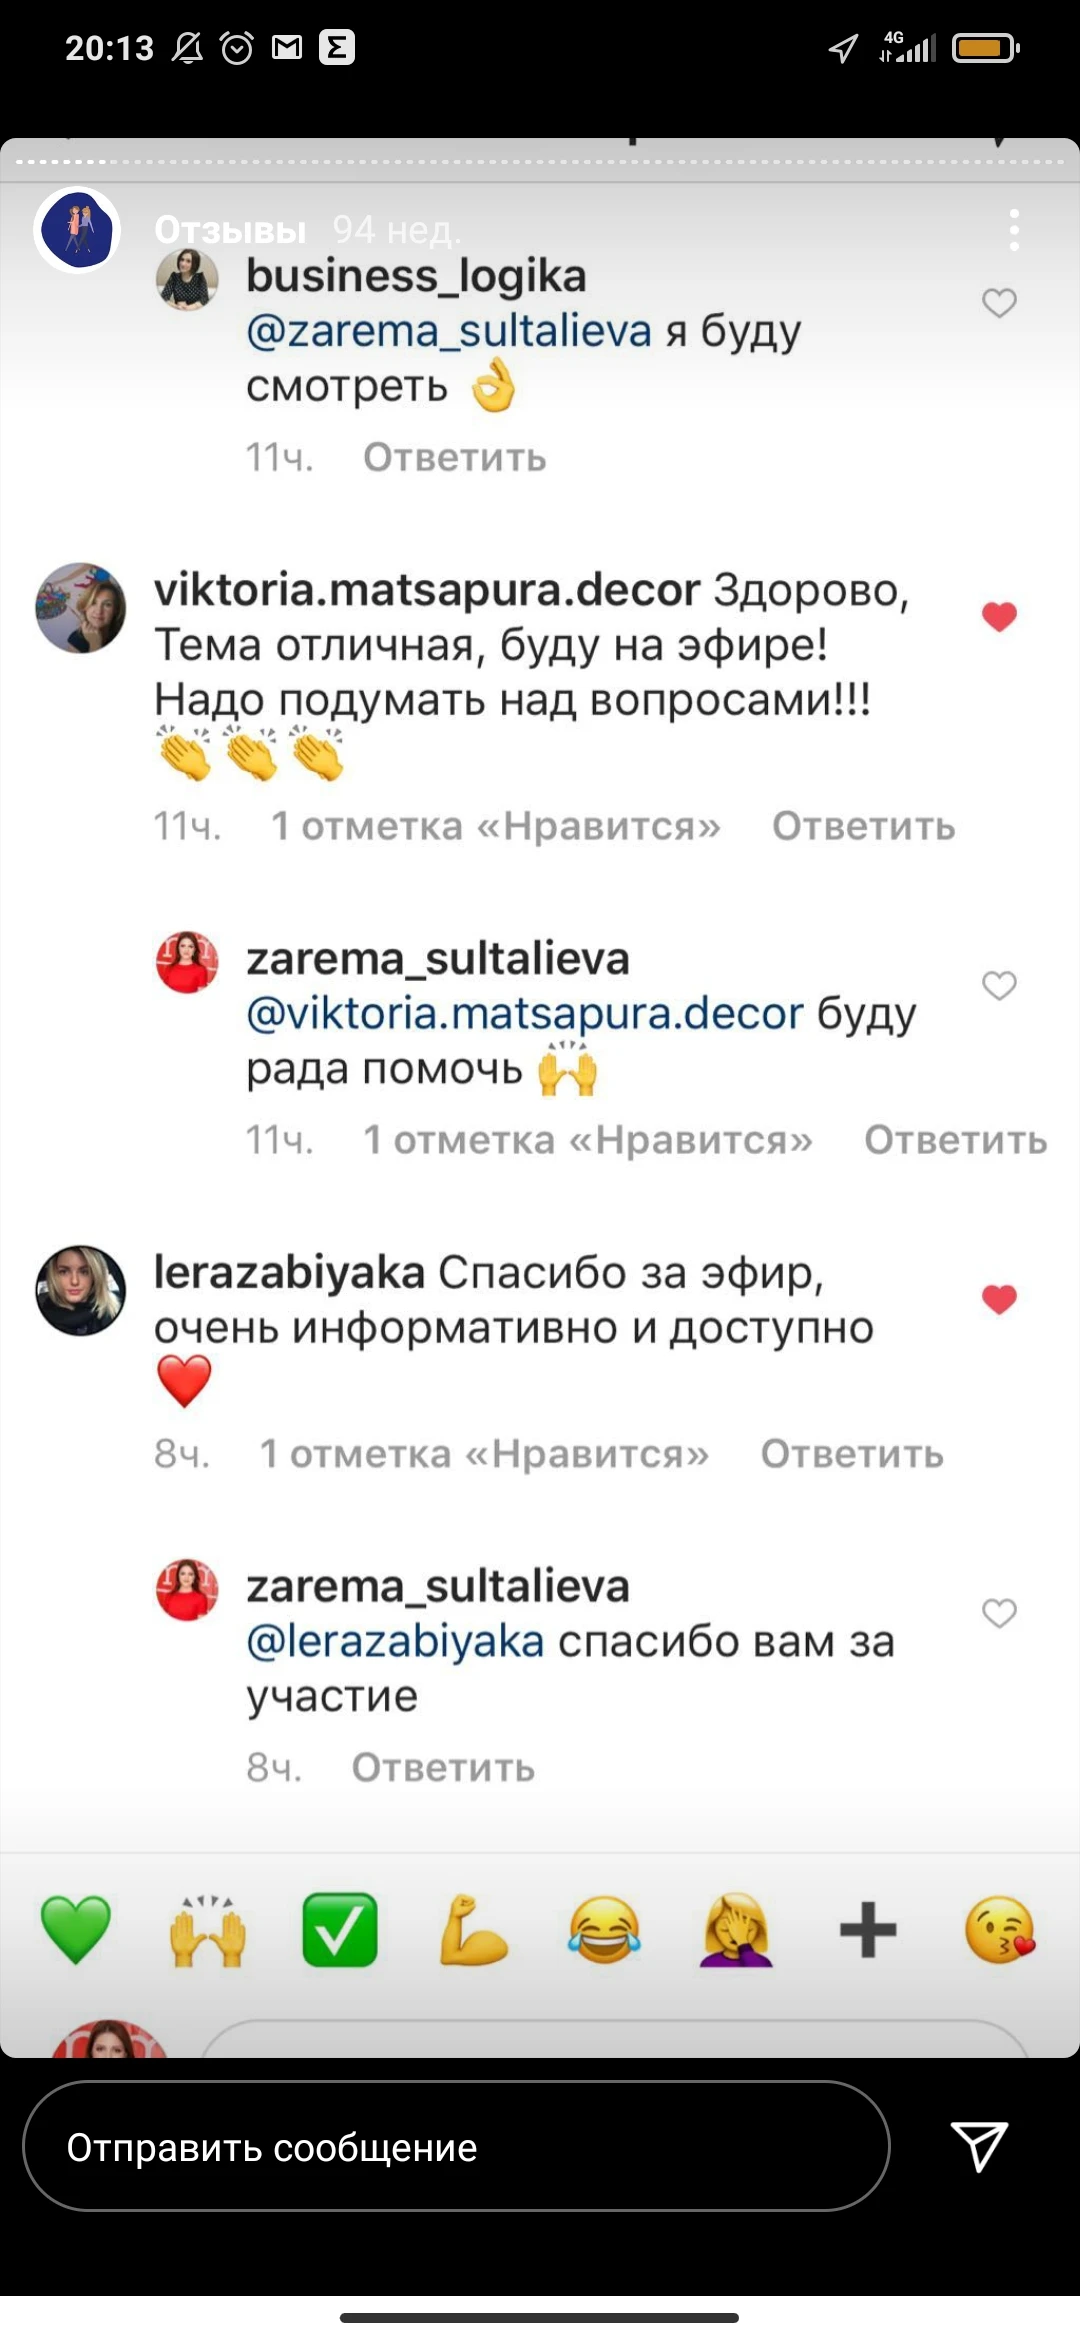 20:13
4G
Отзывы 94 нед.
business_logika
@zarema_sultalieva я буду
смотреть 👌
11ч. Ответить
viktoria.matsapura.decor Здорово,
Тема отличная, буду на эфире!
Надо подумать над вопросами!!!
👏👏👏
11ч. 1 отметка «Нравится» Ответить
zarema_sultalieva
@viktoria.matsapura.decor буду
рада помочь 🙌
11ч. 1 отметка «Нравится» Ответить
lerazabiyaka Спасибо за эфир,
очень информативно и доступно
❤️
8ч. 1 отметка «Нравится» Ответить
zarema_sultalieva
@lerazabiyaka спасибо вам за
участие
8ч. Ответить
💚 🙌 ✅ 💪 😂 🤦‍♀️ ➕ 😘
Отправить сообщение